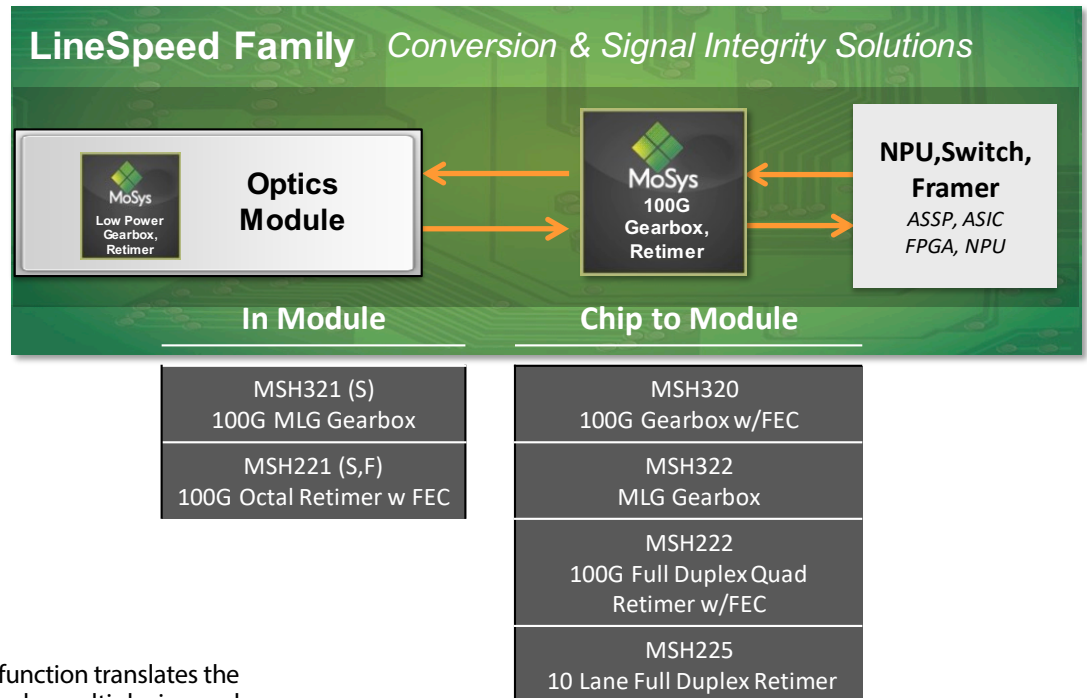 LineSpeed Family Conversion & Signal Integrity Solutions
MoSys
Low Power
Gearbox,
Retimer
Optics
Module
MoSys
100G
Gearbox,
Retimer
NPU,Switch,
Framer
ASSP, ASIC
FPGA, NPU
In Module
Chip to Module
MSH321 (S)
100G MLG Gearbox
MSH221 (S,F)
100G Octal Retimer w FEC
MSH320
100G Gearbox w/FEC
MSH322
MLG Gearbox
MSH222
100G Full Duplex Quad
Retimer w/FEC
MSH225
10 Lane Full Duplex Retimer
function translates the